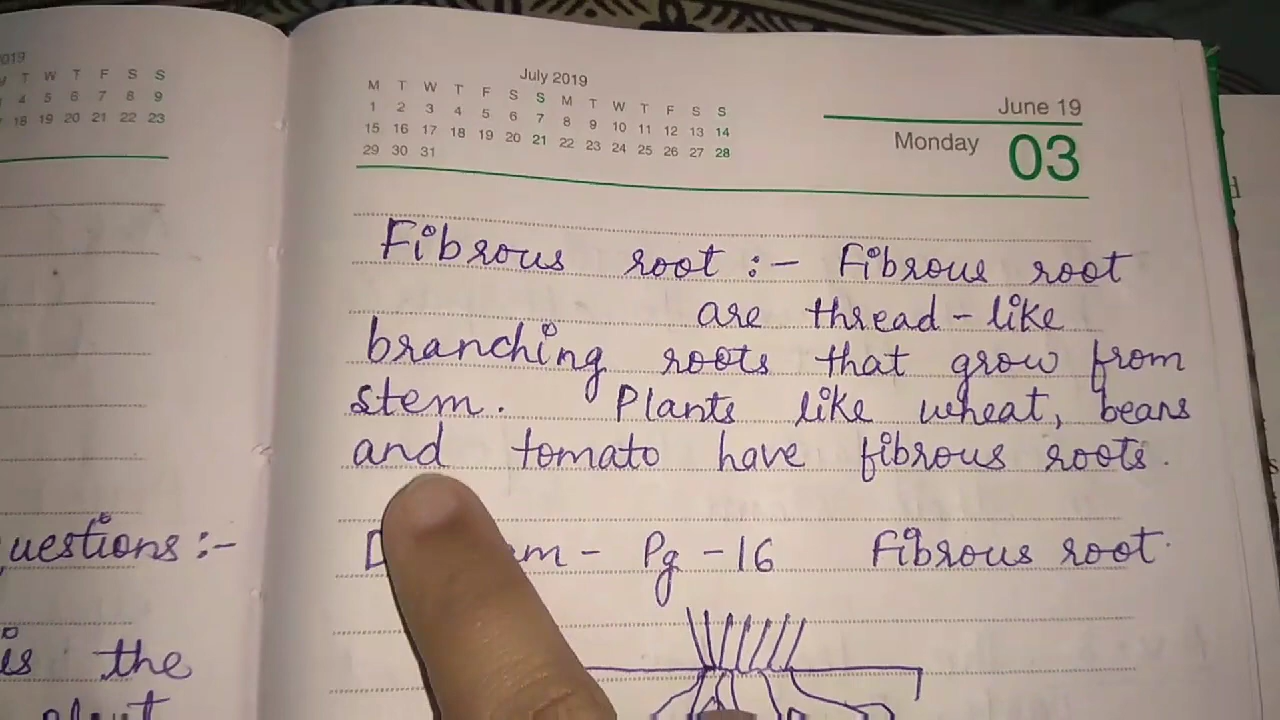 2019
T W T F S S
4 5 6 7 8 9
18 19 20 21 22 23
uestions :-
is the
plant
July 2019
M T W T F S S M T W T F S S
1 2 3 4 5 6 7 8 9 10 11 12 13 14
15 16 17 18 19 20 21 22 23 24 25 26 27 28
29 30 31
June 19
Monday 03
Fibrous root :- Fibrous root
are thread-like
branching roots that grow from
stem. Plants like wheat, beans
and tomato have fibrous roots.
Pg-16 Fibrous root.